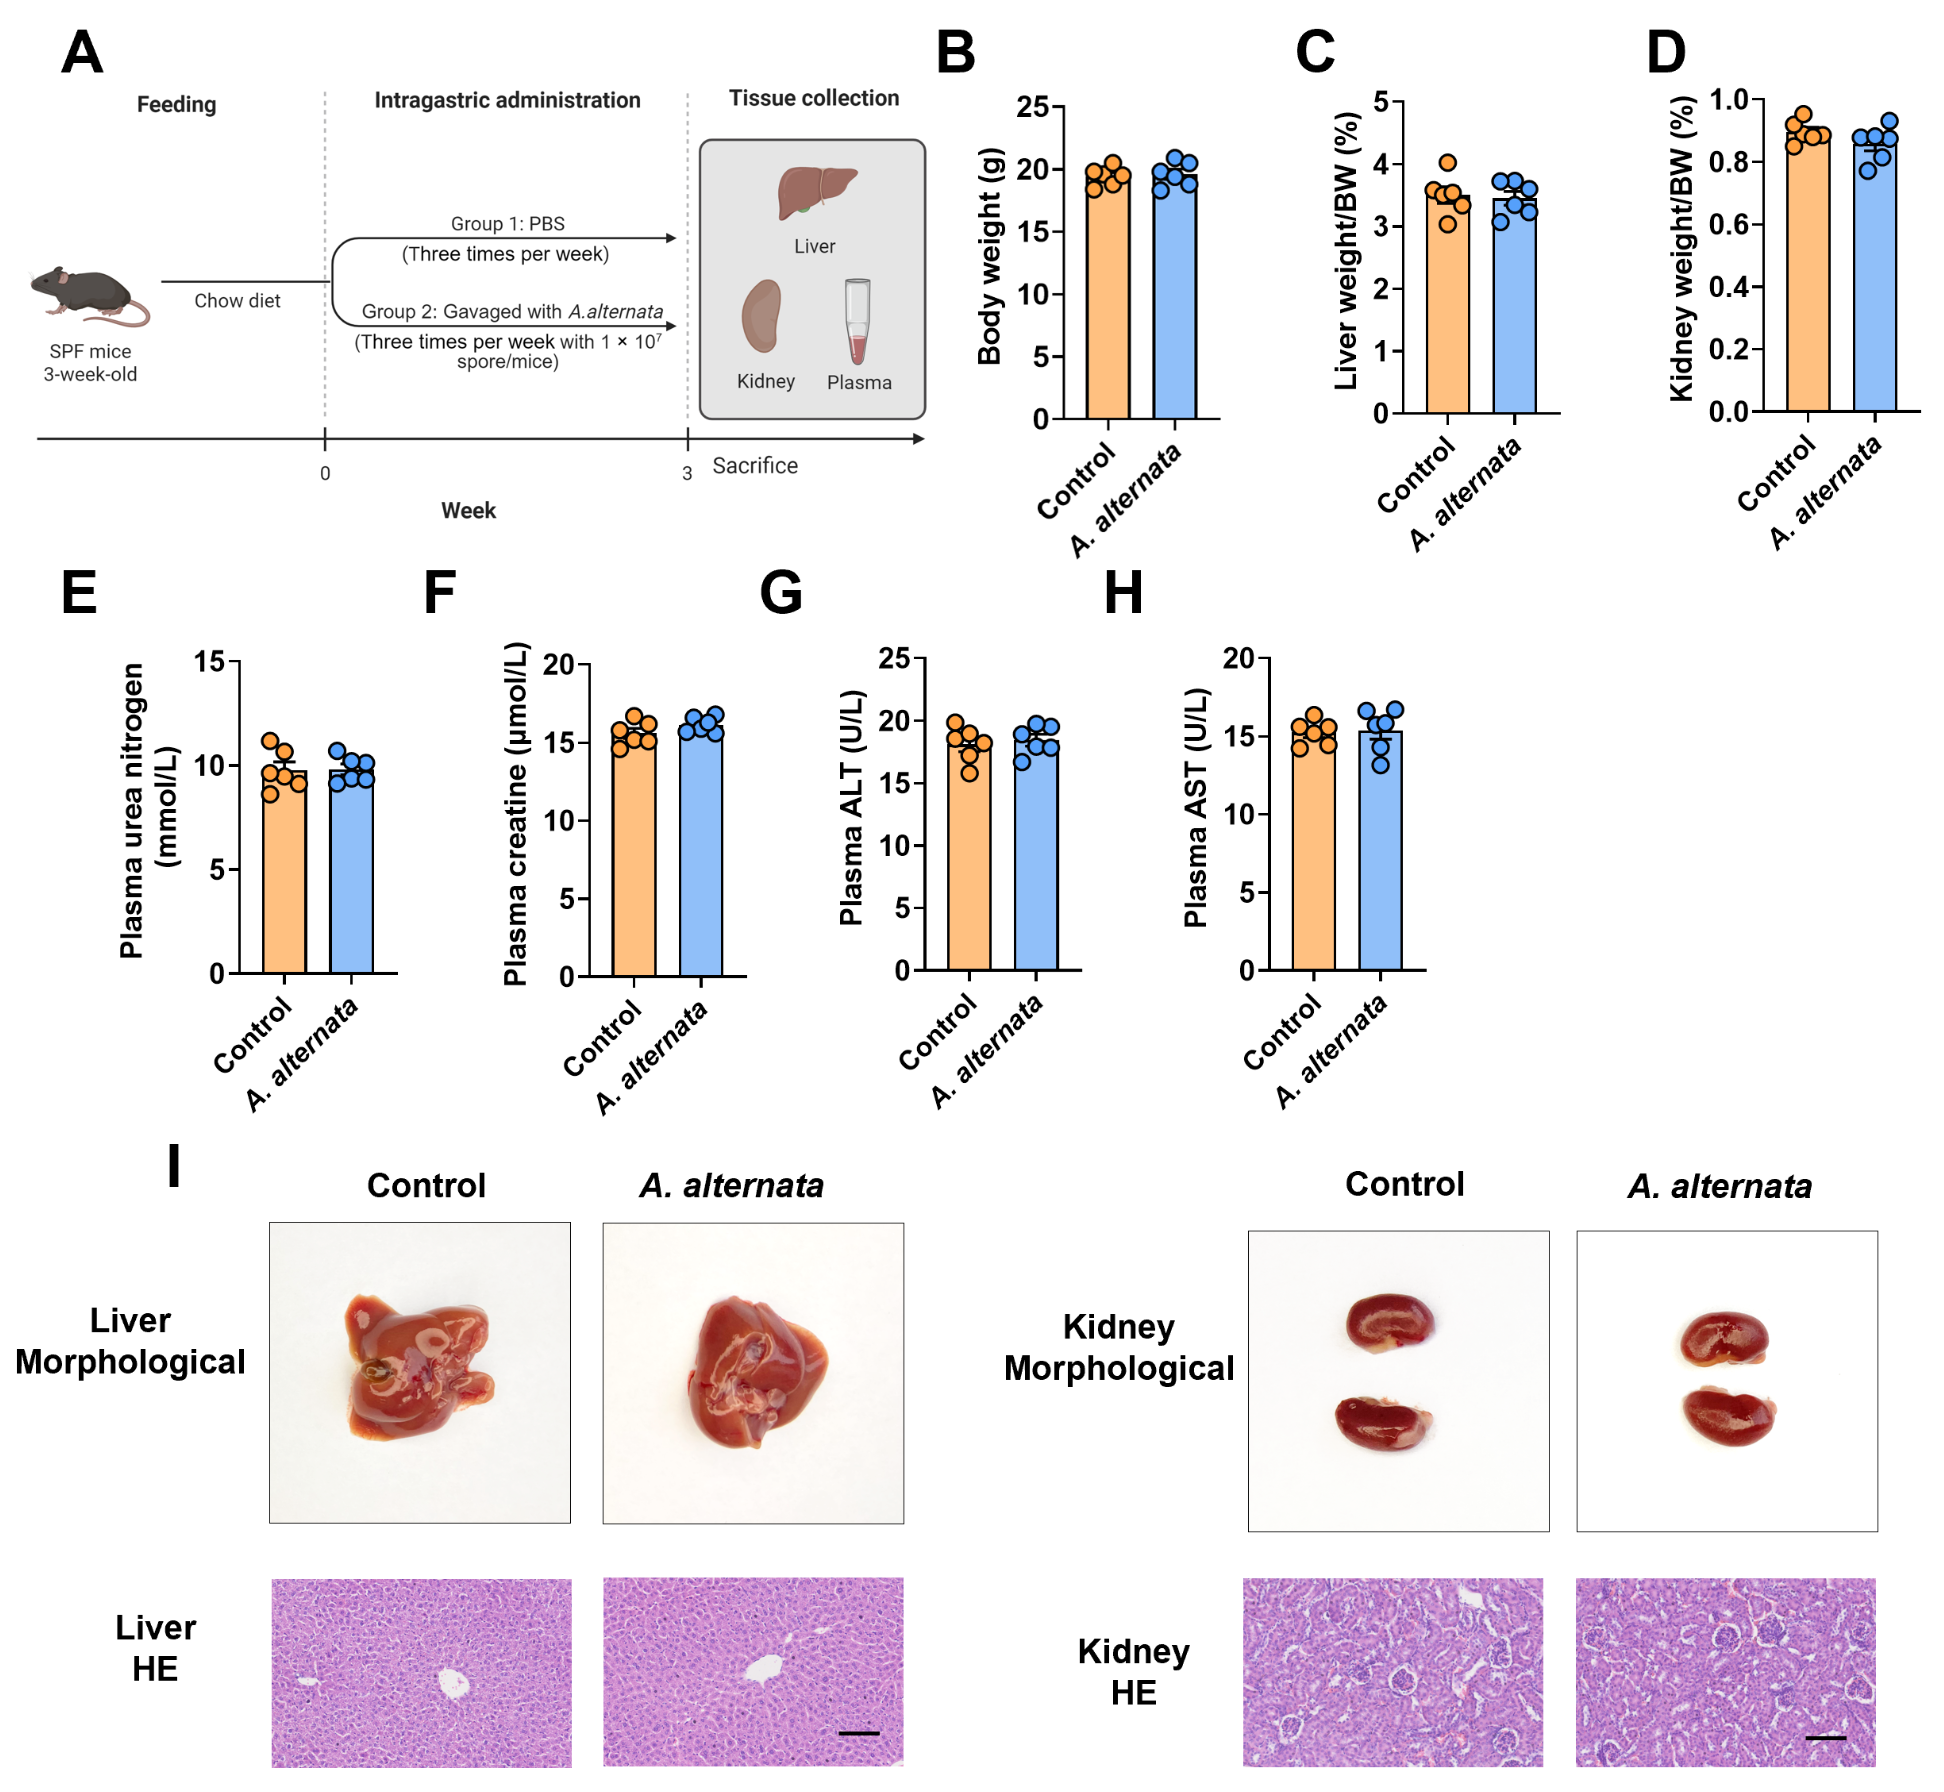 A
Feeding
Intragastric administration
Tissue collection
Group 1: PBS
(Three times per week)
Chow diet
Group 2: Gavaged with A.alternata
(Three times per week with 1 × 10⁷
spore/mice)
SPF mice
3-week-old
Liver
Kidney
Plasma
0
3
Sacrifice
Week
B
Body weight (g)
25
20
15
10
5
0
Control
A. alternata
C
Liver weight/BW (%)
5
4
3
2
1
0
Control
A. alternata
D
Kidney weight/BW (%)
1.0
0.8
0.6
0.4
0.2
0.0
Control
A. alternata
E
Plasma urea nitrogen
(mmol/L)
15
10
5
0
Control
A. alternata
F
Plasma creatine (µmol/L)
20
15
10
5
0
Control
A. alternata
G
Plasma ALT (U/L)
25
20
15
10
5
0
Control
A. alternata
H
Plasma AST (U/L)
20
15
10
5
0
Control
A. alternata
I
Control
A. alternata
Control
A. alternata
Liver
Morphological
Kidney
Morphological
Liver
HE
Kidney
HE